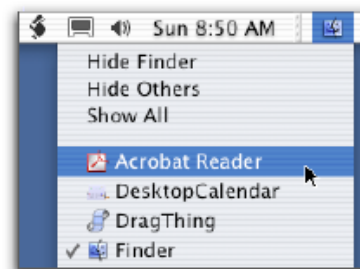 Sun 8:50 AM
Hide Finder
Hide Others
Show All
Acrobat Reader
DesktopCalendar
DragThing
Finder